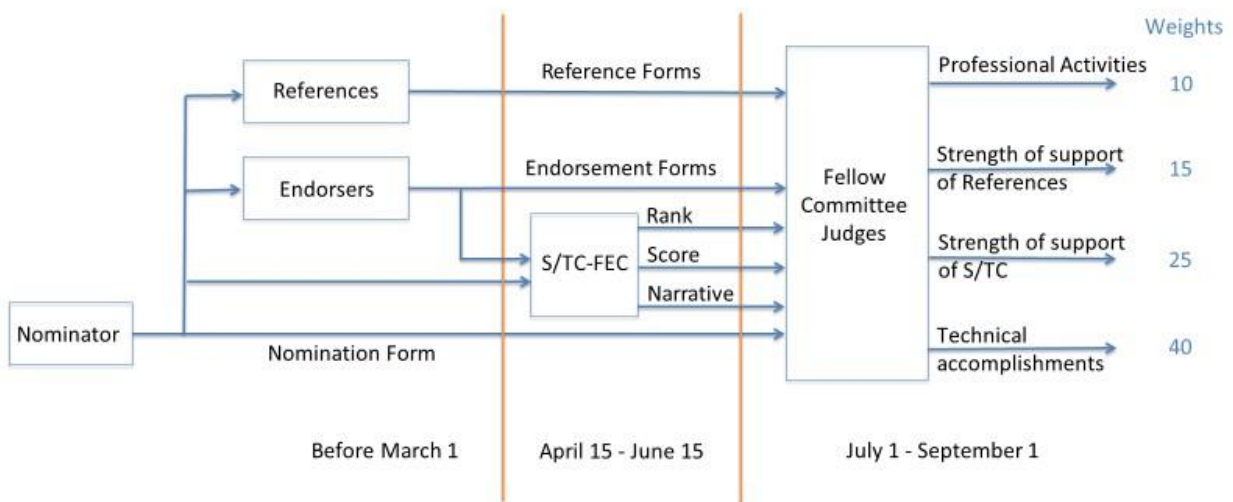 Weights
References
Reference Forms
Professional Activities
10
Endorsers
Endorsement Forms
Strength of support
of References
15
Fellow
Committee
Judges
S/TC-FEC
Rank
Score
Narrative
Strength of support
of S/TC
25
Nominator
Nomination Form
Technical
accomplishments
40
Before March 1
April 15 - June 15
July 1 - September 1